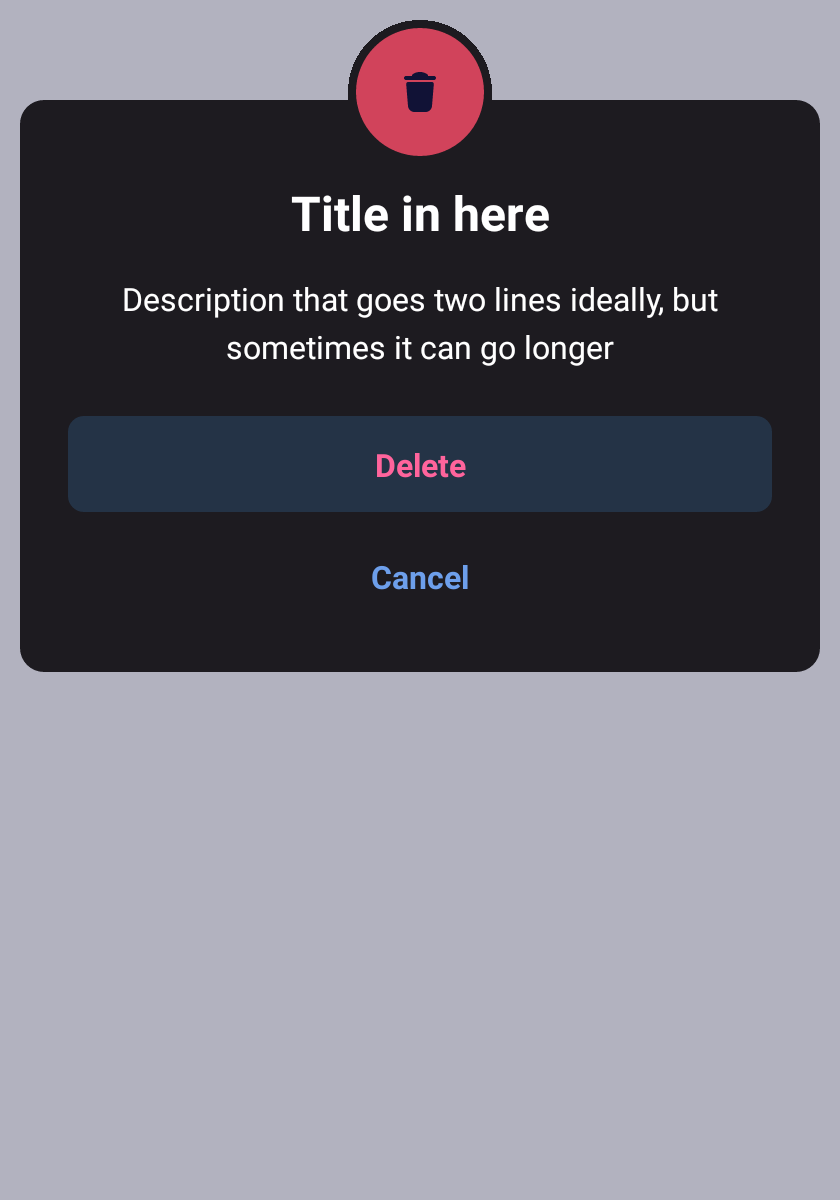 Title in here
Description that goes two lines ideally, but
sometimes it can go longer
Delete
Cancel